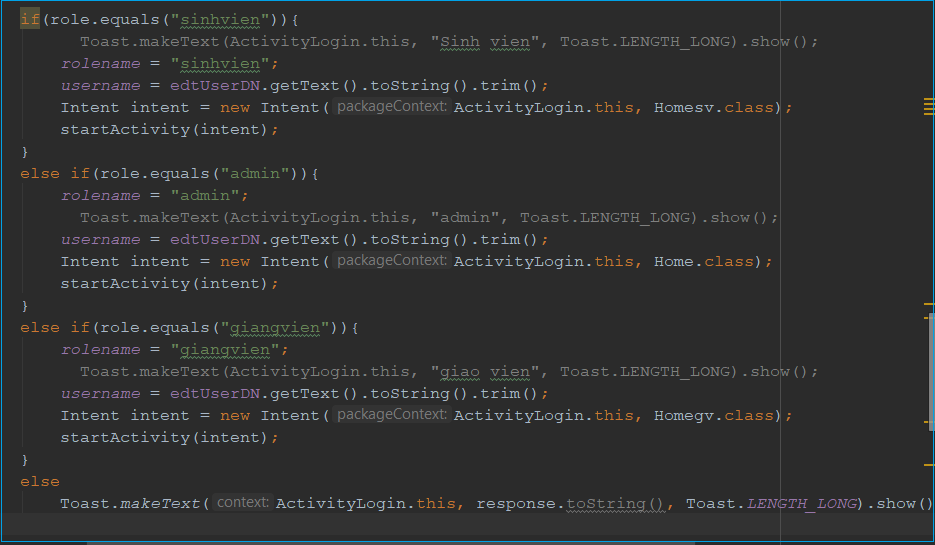 if(role.equals("sinhvien")){
Toast.makeText(ActivityLogin.this, "Sinh vien", Toast.LENGTH_LONG).show();
rolename = "sinhvien";
username = edtUserDN.getText().toString().trim();
Intent intent = new Intent( packageContext: ActivityLogin.this, Homesv.class);
startActivity(intent);
}
else if(role.equals("admin")){
rolename = "admin";
Toast.makeText(ActivityLogin.this, "admin", Toast.LENGTH_LONG).show();
username = edtUserDN.getText().toString().trim();
Intent intent = new Intent( packageContext: ActivityLogin.this, Home.class);
startActivity(intent);
}
else if(role.equals("giangvien")){
rolename = "giangvien";
Toast.makeText(ActivityLogin.this, "giao vien", Toast.LENGTH_LONG).show();
username = edtUserDN.getText().toString().trim();
Intent intent = new Intent( packageContext: ActivityLogin.this, Homegv.class);
startActivity(intent);
}
else
Toast.makeText( context: ActivityLogin.this, response.toString(), Toast.LENGTH_LONG).show()